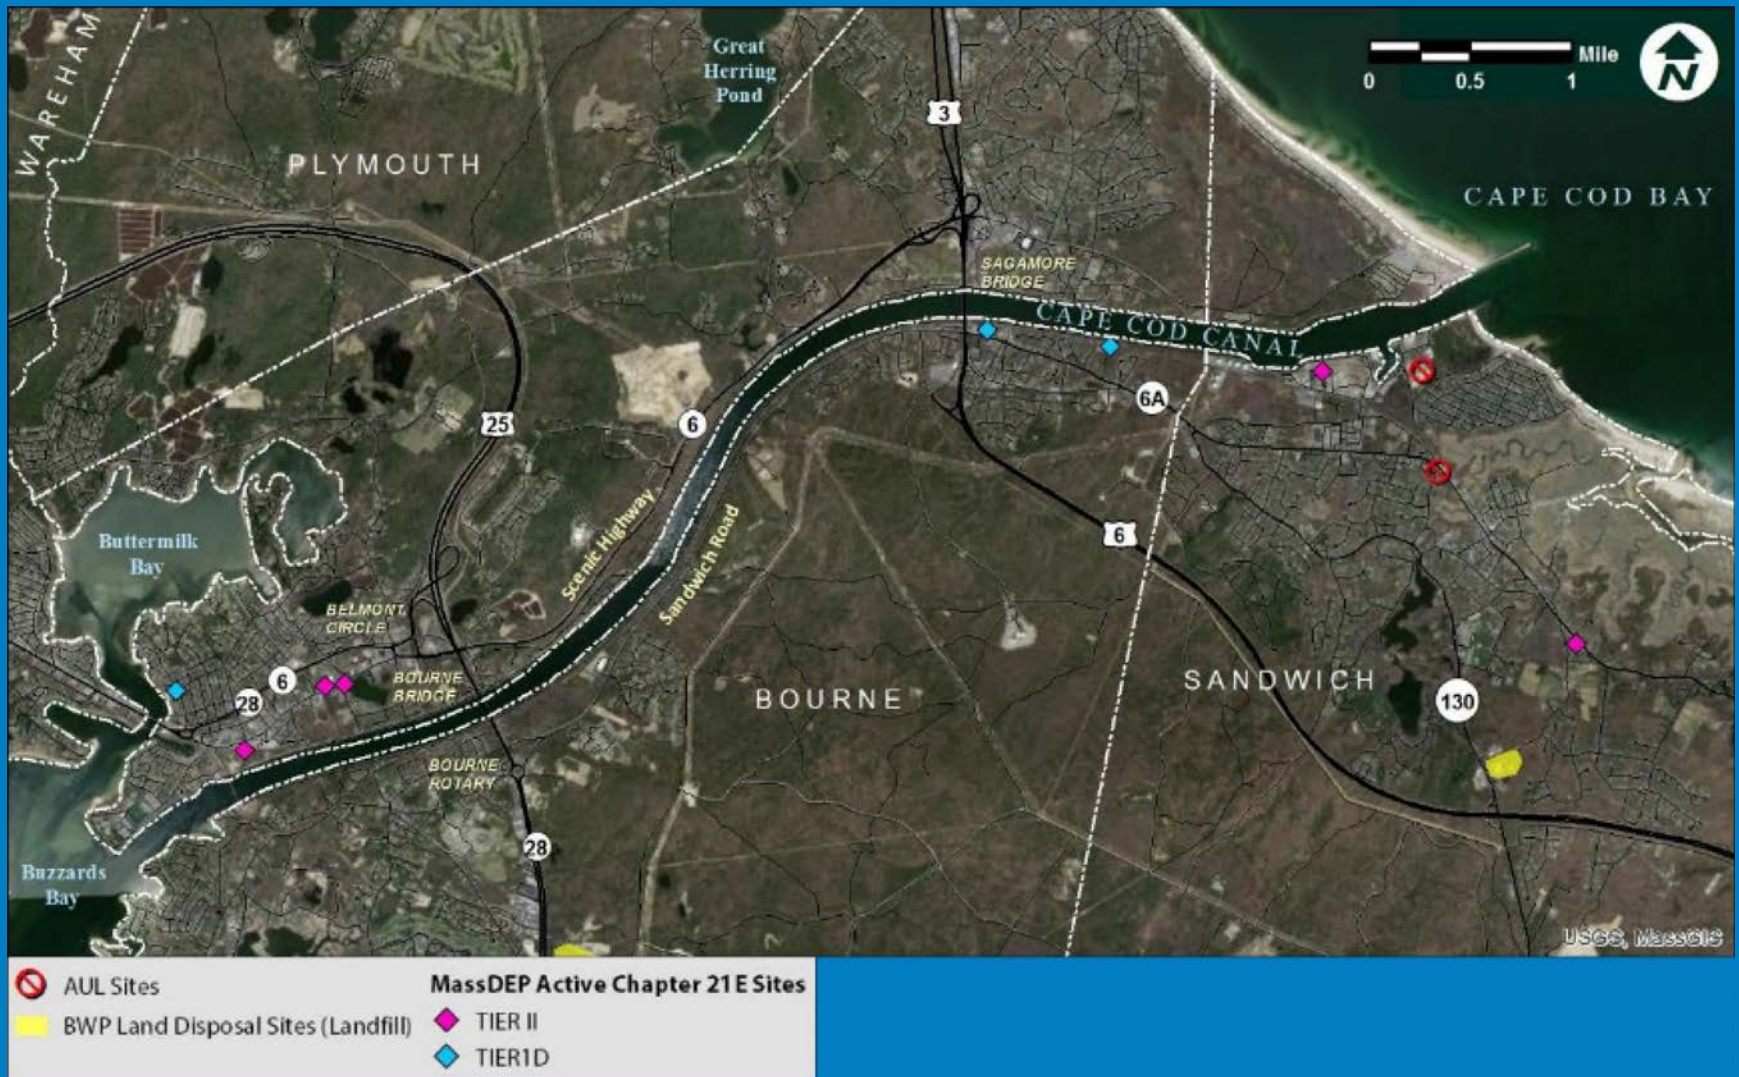 WAREHAM
Great
Herring
Pond
Mile
0 0.5 1
N
3
PLYMOUTH
CAPE COD BAY
SAGAMORE
BRIDGE
CAPE COD CANAL
6A
25
6
Scenic Highway
Sandwich Road
Buttermilk
Bay
6
BELMONT
CIRCLE
6
28
BOURNE
BRIDGE
BOURNE
SANDWICH
130
BOURNE
ROTARY
28
Buzzards
Bay
USGS, MassGIS
AUL Sites
BWP Land Disposal Sites (Landfill)
MassDEP Active Chapter 21E Sites
TIER II
TIER1D